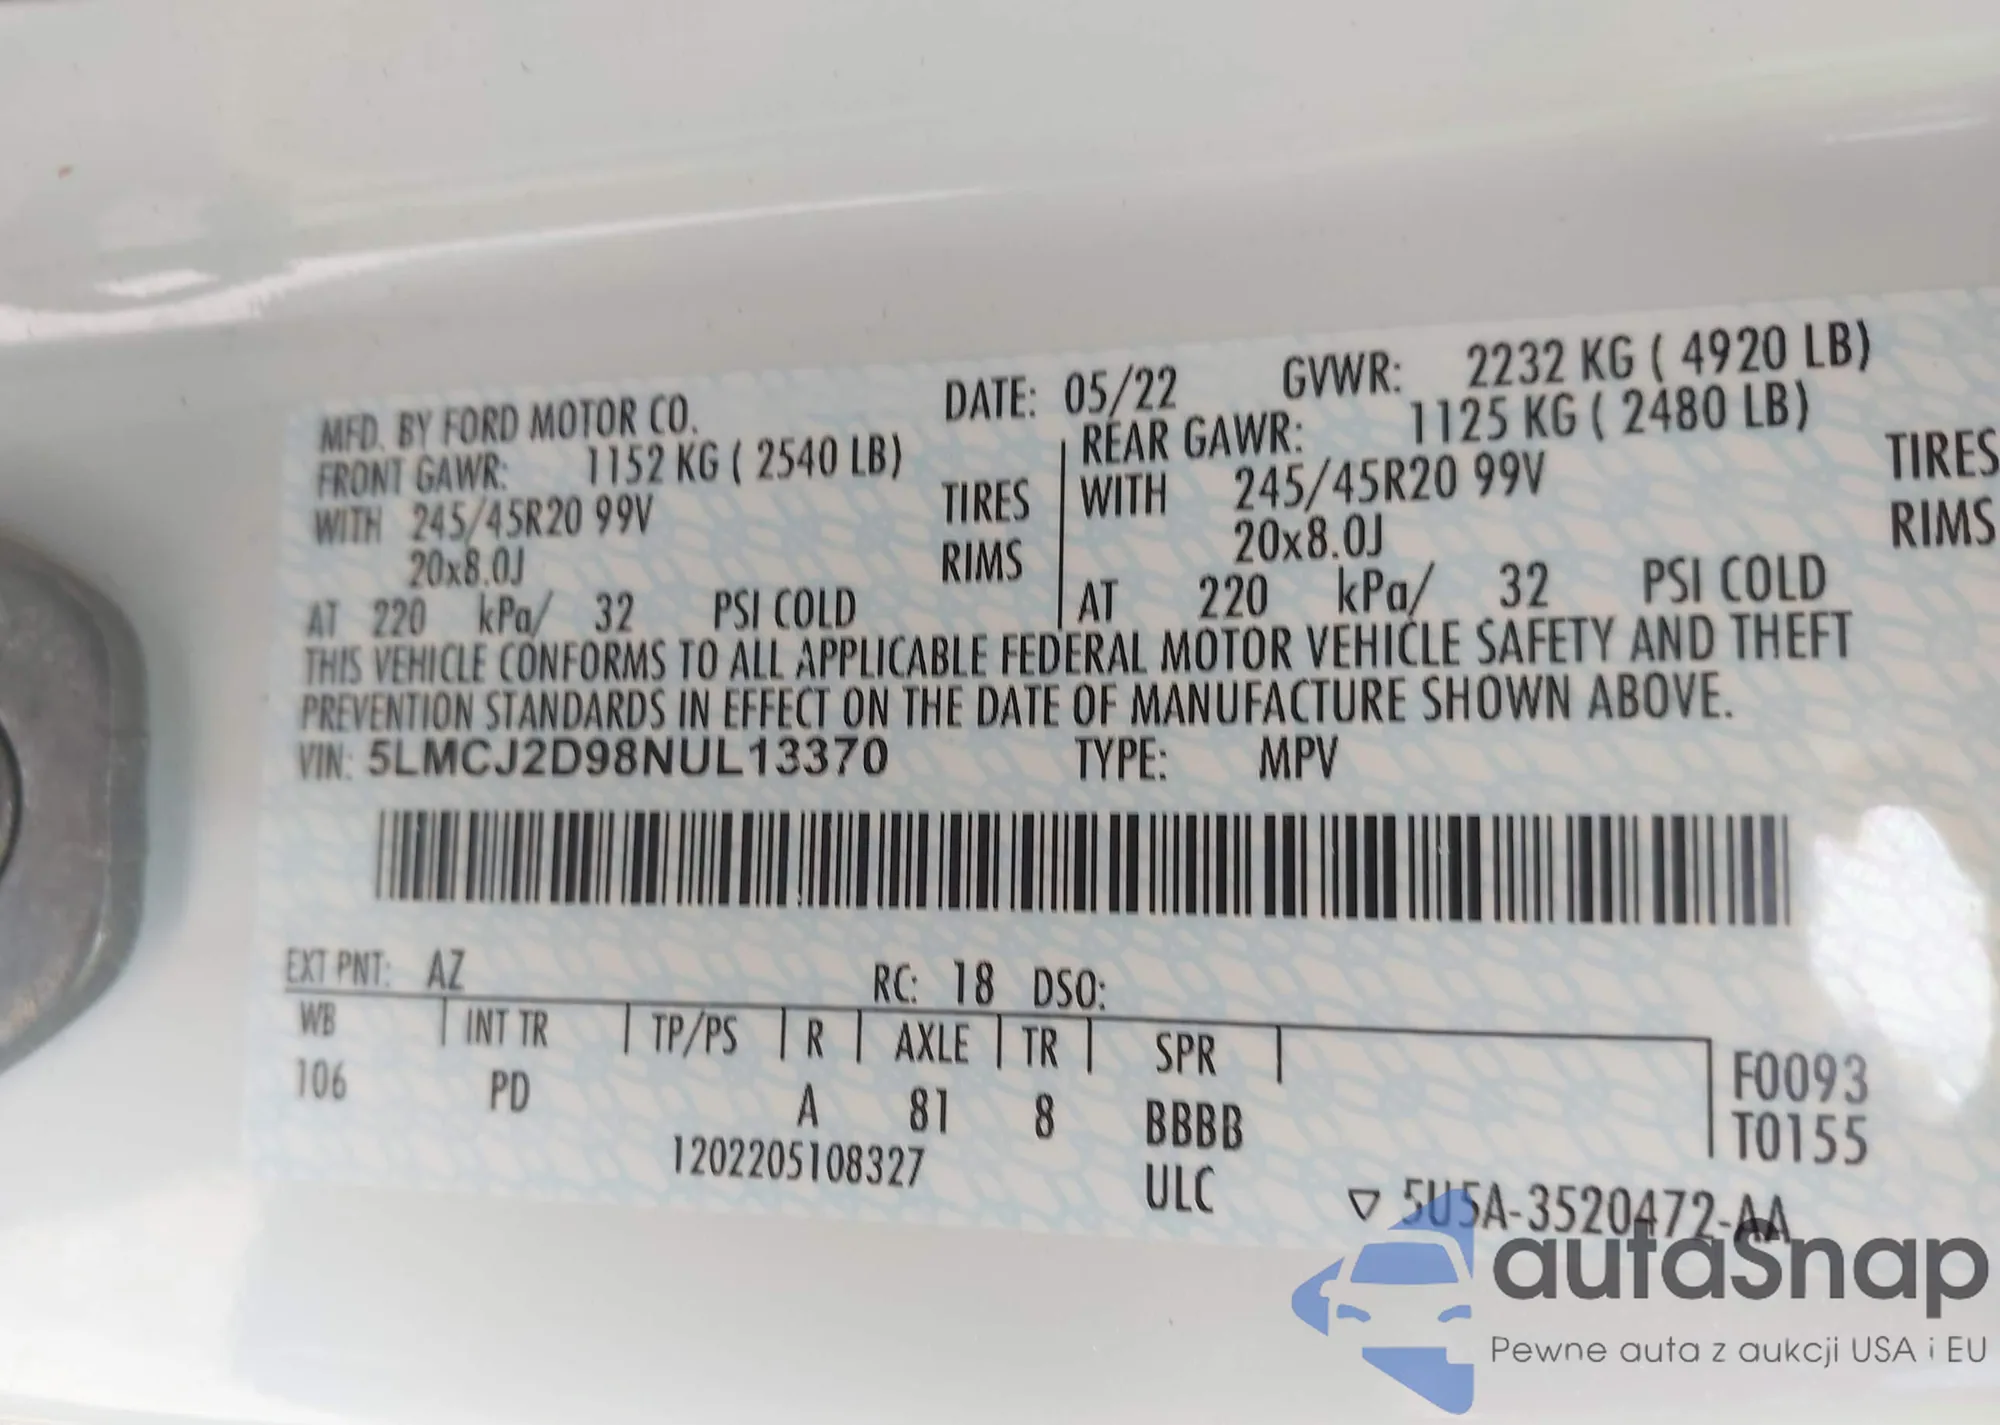 MFD. BY FORD MOTOR CO. DATE: 05/22 GVWR: 2232 KG ( 4920 LB)
FRONT GAWR: 1152 KG ( 2540 LB) REAR GAWR: 1125 KG ( 2480 LB)
WITH 245/45R20 99V TIRES WITH 245/45R20 99V TIRES
20x8.0J RIMS 20x8.0J RIMS
AT 220 kPa/ 32 PSI COLD AT 220 kPa/ 32 PSI COLD
THIS VEHICLE CONFORMS TO ALL APPLICABLE FEDERAL MOTOR VEHICLE SAFETY AND THEFT
PREVENTION STANDARDS IN EFFECT ON THE DATE OF MANUFACTURE SHOWN ABOVE.
VIN: 5LMCJ2D98NUL13370 TYPE: MPV
EXT PNT: AZ RC: 18 DSO:
WB INT TR TP/PS R AXLE TR SPR F0093
106 PD A 81 8 BBBB T0155
1202205108327 ULC ▽ 5U5A-3520472-AA
autaSnap
Pewne auta z aukcji USA i EU